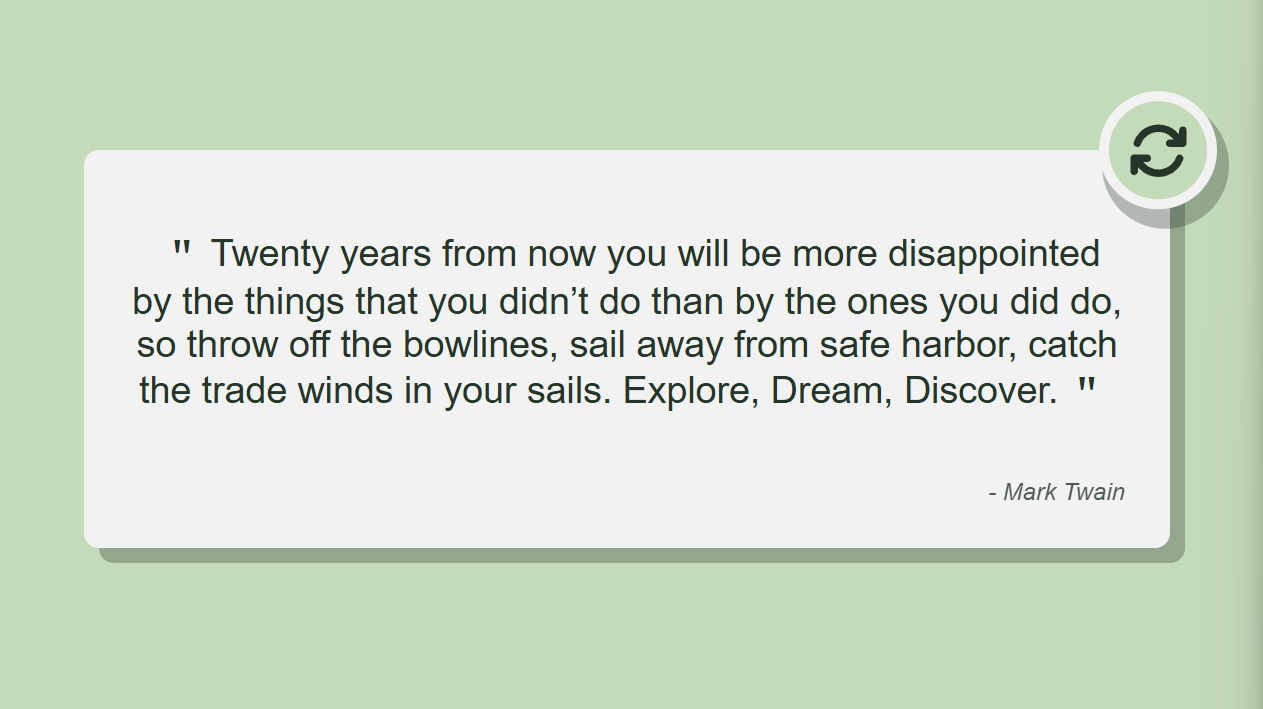 " Twenty years from now you will be more disappointed
by the things that you didn’t do than by the ones you did do,
so throw off the bowlines, sail away from safe harbor, catch
the trade winds in your sails. Explore, Dream, Discover. "
- Mark Twain